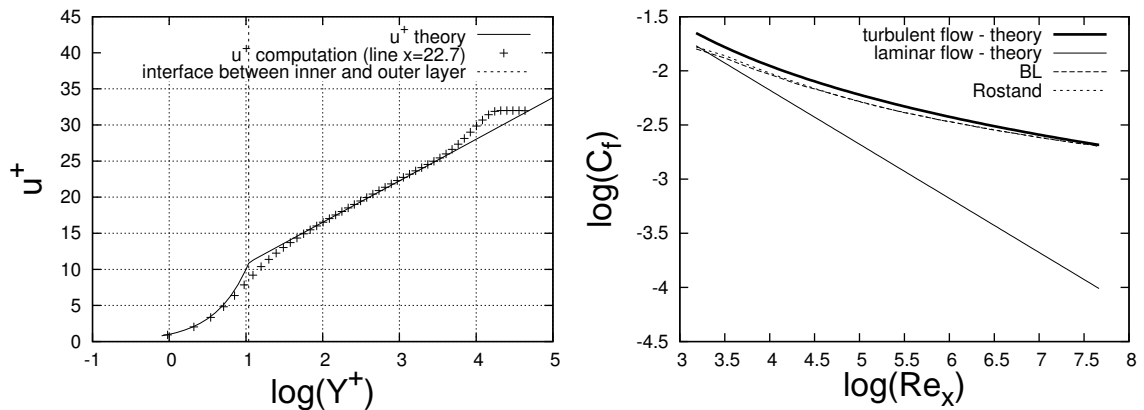 45
40
35
30
25
20
15
10
5
0
-1 0 1 2 3 4 5
u⁺
log(Y⁺)
u⁺ theory
u⁺ computation (line x=22.7)
interface between inner and outer layer
-1.5
-2
-2.5
-3
-3.5
-4
-4.5
3 3.5 4 4.5 5 5.5 6 6.5 7 7.5 8
log(C_f)
log(Re_x)
turbulent flow - theory
laminar flow - theory
BL
Rostand